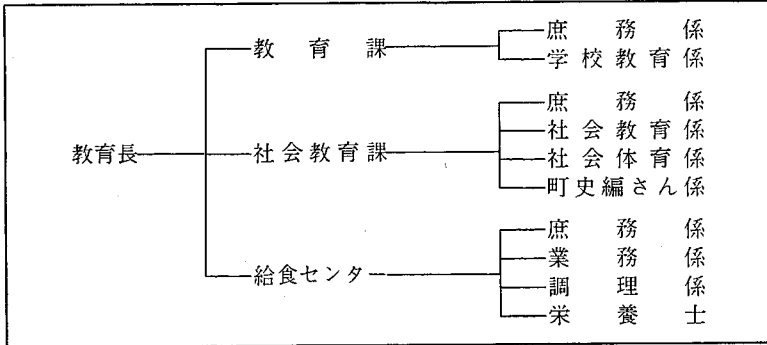 庶務係
教育課
学校教育係
庶務係
社会教育係
教育長
社会教育課
社会体育係
町史編さん係
庶務係
業務係
給食センター
調理係
栄養士